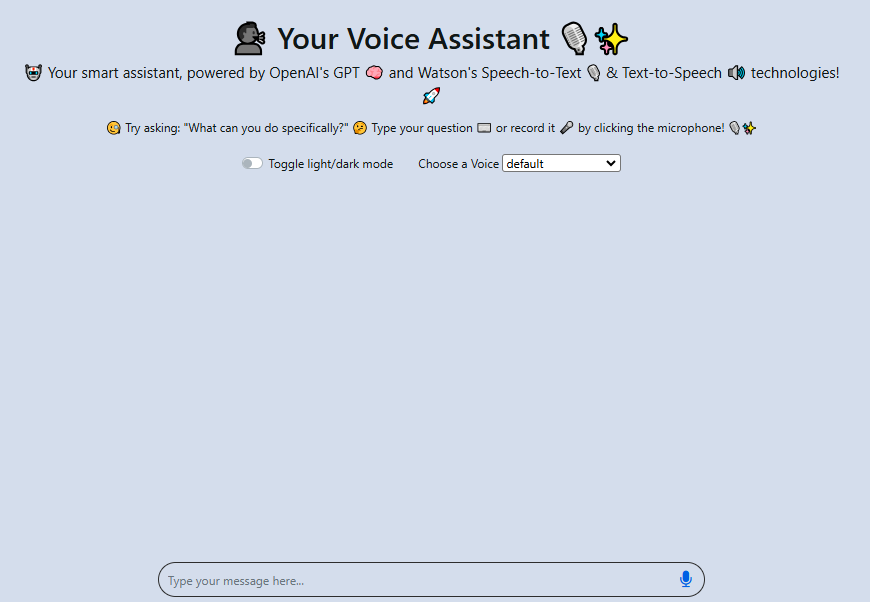 🗣️ Your Voice Assistant 🎙️✨
🤖 Your smart assistant, powered by OpenAI's GPT 🧠 and Watson's Speech-to-Text 🎙️ & Text-to-Speech 🔊 technologies!
🚀
🧐 Try asking: "What can you do specifically?" 🤔 Type your question ⌨️ or record it 🎤 by clicking the microphone! 🎙️✨
Toggle light/dark mode Choose a Voice default
Type your message here...